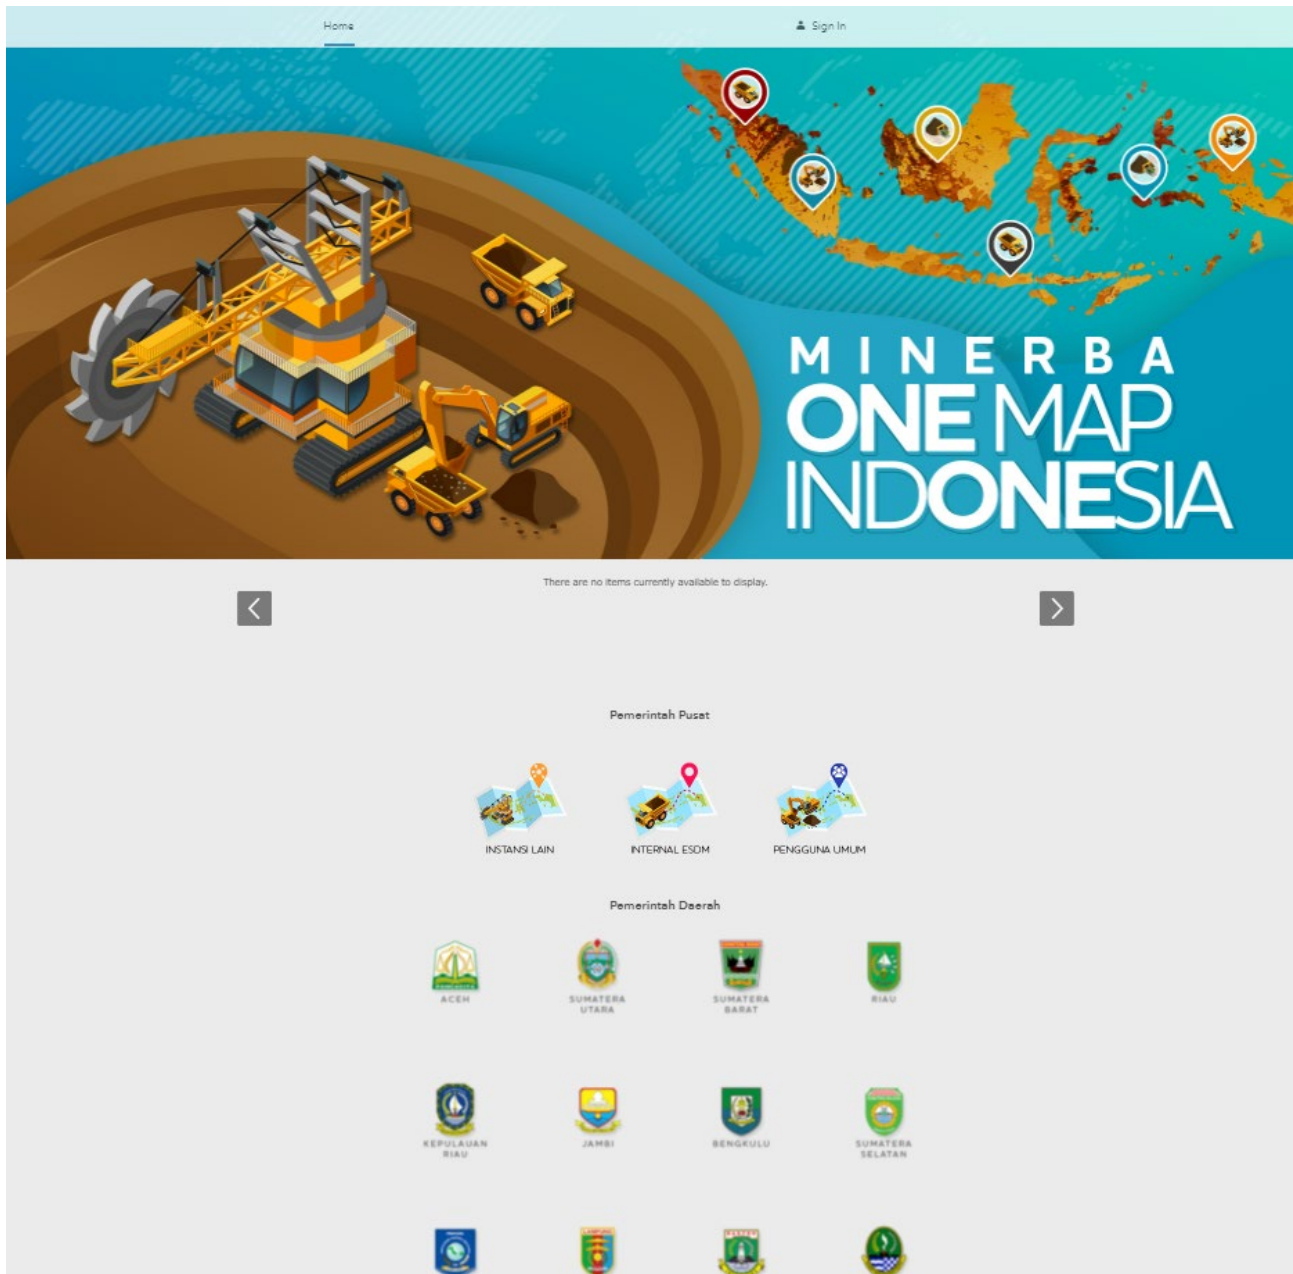 Home
Sign In
MINERBA
ONE MAP
INDONESIA
There are no items currently available to display.
Pemerintah Pusat
INSTANSI LAIN
INTERNAL ESDM
PENGGUNA UMUM
Pemerintah Daerah
ACEH
SUMATERA
UTARA
SUMATERA
BARAT
RIAU
KEPULAUAN
RIAU
JAMBI
BENGKULU
SUMATERA
SELATAN